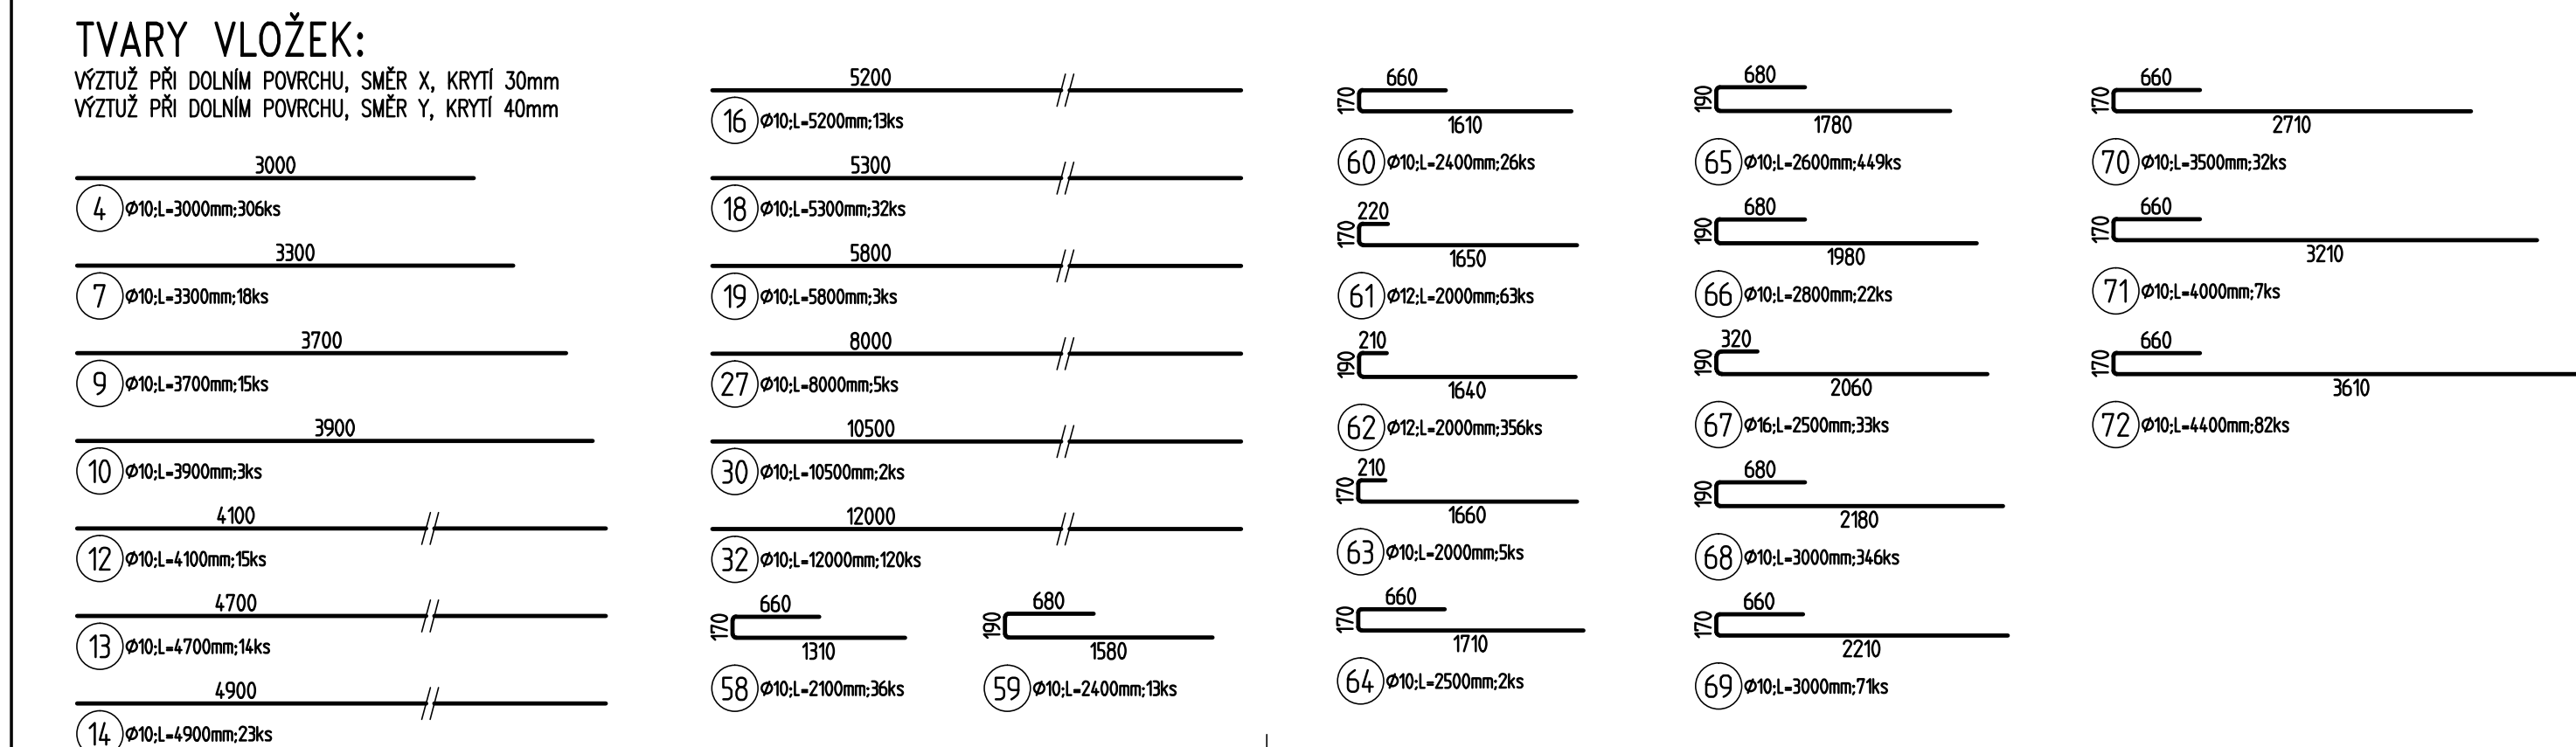 TVARY VLOŽEK:
VÝZTUŽ PŘI DOLNÍM POVRCHU, SMĚR X, KRYTÍ 30mm
VÝZTUŽ PŘI DOLNÍM POVRCHU, SMĚR Y, KRYTÍ 40mm
3000
4 Ø10;L=3000mm;306ks
3300
7 Ø10;L=3300mm;18ks
3700
9 Ø10;L=3700mm;15ks
3900
10 Ø10;L=3900mm;3ks
4100
12 Ø10;L=4100mm;15ks
4700
13 Ø10;L=4700mm;14ks
4900
14 Ø10;L=4900mm;23ks
5200
16 Ø10;L=5200mm;13ks
5300
18 Ø10;L=5300mm;32ks
5800
19 Ø10;L=5800mm;3ks
8000
27 Ø10;L=8000mm;5ks
10500
30 Ø10;L=10500mm;2ks
12000
32 Ø10;L=12000mm;120ks
660
170
1310
58 Ø10;L=2100mm;36ks
680
190
1580
59 Ø10;L=2400mm;13ks
660
170
1610
60 Ø10;L=2400mm;26ks
220
170
1650
61 Ø12;L=2000mm;63ks
210
190
1640
62 Ø12;L=2000mm;356ks
210
170
1660
63 Ø10;L=2000mm;5ks
660
170
1710
64 Ø10;L=2500mm;2ks
680
190
1780
65 Ø10;L=2600mm;449ks
680
190
1980
66 Ø10;L=2800mm;22ks
320
190
2060
67 Ø16;L=2500mm;33ks
680
190
2180
68 Ø10;L=3000mm;346ks
660
170
2210
69 Ø10;L=3000mm;71ks
660
170
2710
70 Ø10;L=3500mm;32ks
660
170
3210
71 Ø10;L=4000mm;7ks
660
170
3610
72 Ø10;L=4400mm;82ks